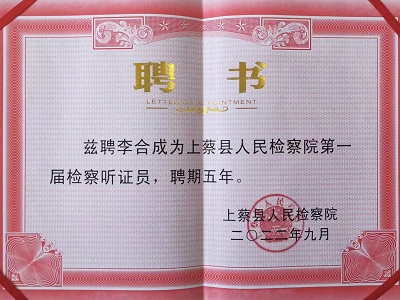 聘 书
LETTER OF APPOINTMENT
兹聘李合成为上蔡县人民检察院第一
届检察听证员，聘期五年。
上蔡县人民检察院
二〇二二年九月